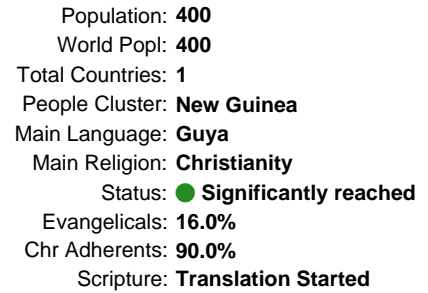 Population: 400
World Popl: 400
Total Countries: 1
People Cluster: New Guinea
Main Language: Guya
Main Religion: Christianity
Status: Significantly reached
Evangelicals: 16.0%
Chr Adherents: 90.0%
Scripture: Translation Started